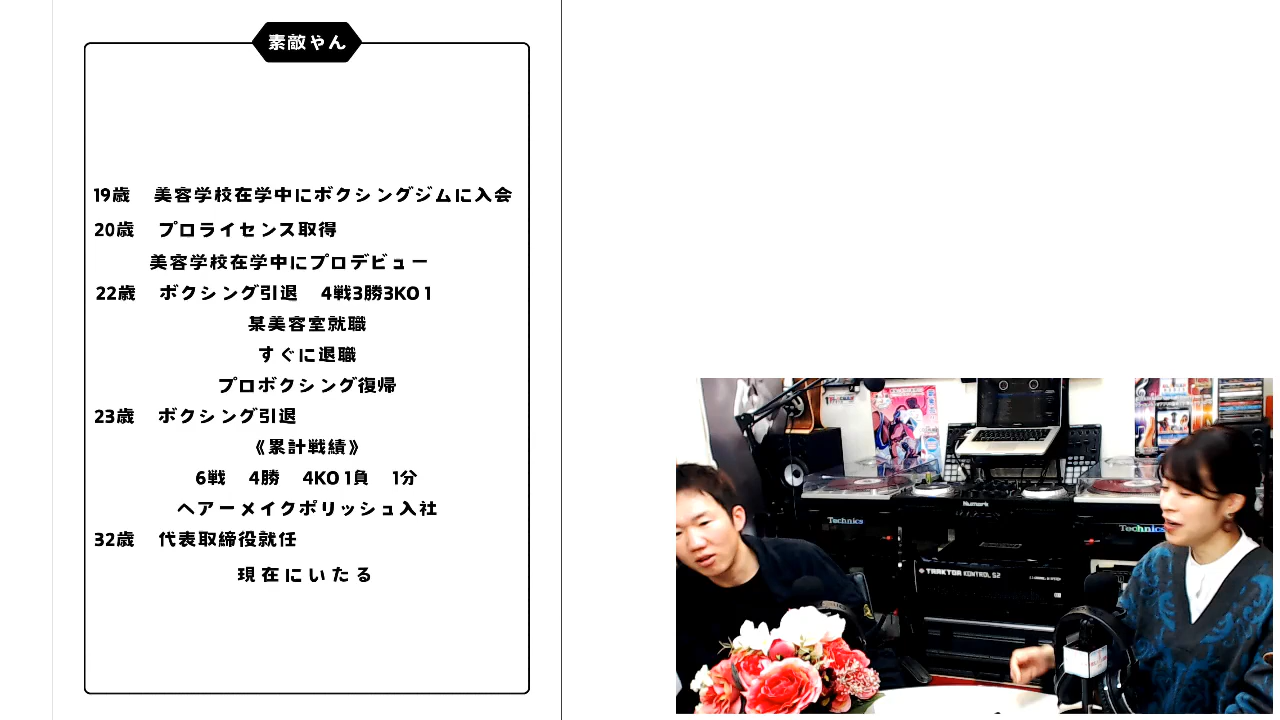 素敵やん
19歳 美容学校在学中にボクシングジムに入会
20歳 プロライセンス取得
美容学校在学中にプロデビュー
22歳 ボクシング引退 4戦3勝3KO 1
某美容室就職
すぐに退職
プロボクシング復帰
23歳 ボクシング引退
《累計戦績》
6戦 4勝 4KO 1負 1分
ヘアーメイクポリッシュ入社
32歳 代表取締役就任
現在にいたる
Numark
Technics
Technics
TRAKTOR KONTROL S2